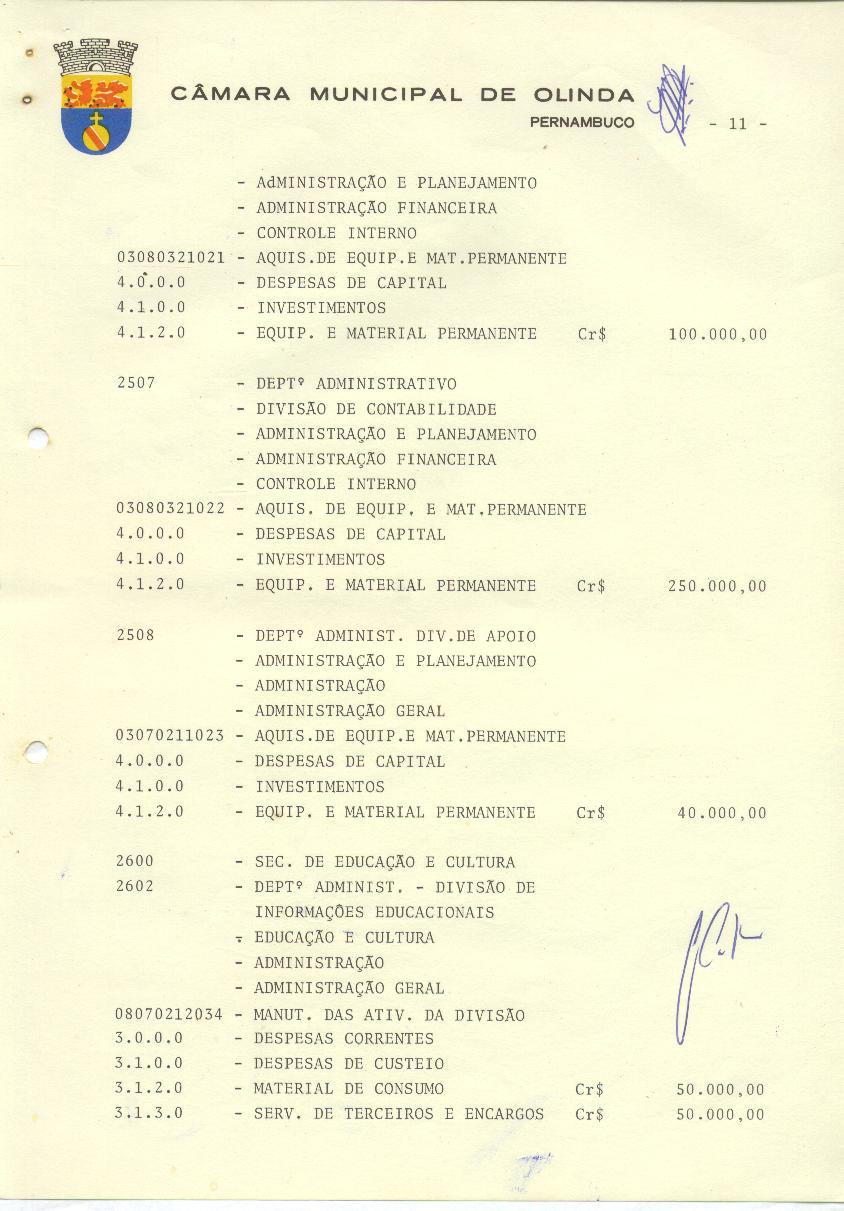 CÂMARA MUNICIPAL DE OLINDA
PERNAMBUCO
- 11 -
- AdMINISTRAÇÃO E PLANEJAMENTO
- ADMINISTRAÇÃO FINANCEIRA
- CONTROLE INTERNO
03080321021 - AQUIS.DE EQUIP.E MAT.PERMANENTE
4.0.0.0 - DESPESAS DE CAPITAL
4.1.0.0 - INVESTIMENTOS
4.1.2.0 - EQUIP. E MATERIAL PERMANENTE Cr$ 100.000,00
2507 - DEPTº ADMINISTRATIVO
- DIVISÃO DE CONTABILIDADE
- ADMINISTRAÇÃO E PLANEJAMENTO
- ADMINISTRAÇÃO FINANCEIRA
- CONTROLE INTERNO
03080321022 - AQUIS. DE EQUIP. E MAT.PERMANENTE
4.0.0.0 - DESPESAS DE CAPITAL
4.1.0.0 - INVESTIMENTOS
4.1.2.0 - EQUIP. E MATERIAL PERMANENTE Cr$ 250.000,00
2508 - DEPTº ADMINIST. DIV.DE APOIO
- ADMINISTRAÇÃO E PLANEJAMENTO
- ADMINISTRAÇÃO
- ADMINISTRAÇÃO GERAL
03070211023 - AQUIS.DE EQUIP.E MAT.PERMANENTE
4.0.0.0 - DESPESAS DE CAPITAL
4.1.0.0 - INVESTIMENTOS
4.1.2.0 - EQUIP. E MATERIAL PERMANENTE Cr$ 40.000,00
2600 - SEC. DE EDUCAÇÃO E CULTURA
2602 - DEPTº ADMINIST. - DIVISÃO DE
INFORMAÇÕES EDUCACIONAIS
- EDUCAÇÃO E CULTURA
- ADMINISTRAÇÃO
- ADMINISTRAÇÃO GERAL
08070212034 - MANUT. DAS ATIV. DA DIVISÃO
3.0.0.0 - DESPESAS CORRENTES
3.1.0.0 - DESPESAS DE CUSTEIO
3.1.2.0 - MATERIAL DE CONSUMO Cr$ 50.000,00
3.1.3.0 - SERV. DE TERCEIROS E ENCARGOS Cr$ 50.000,00